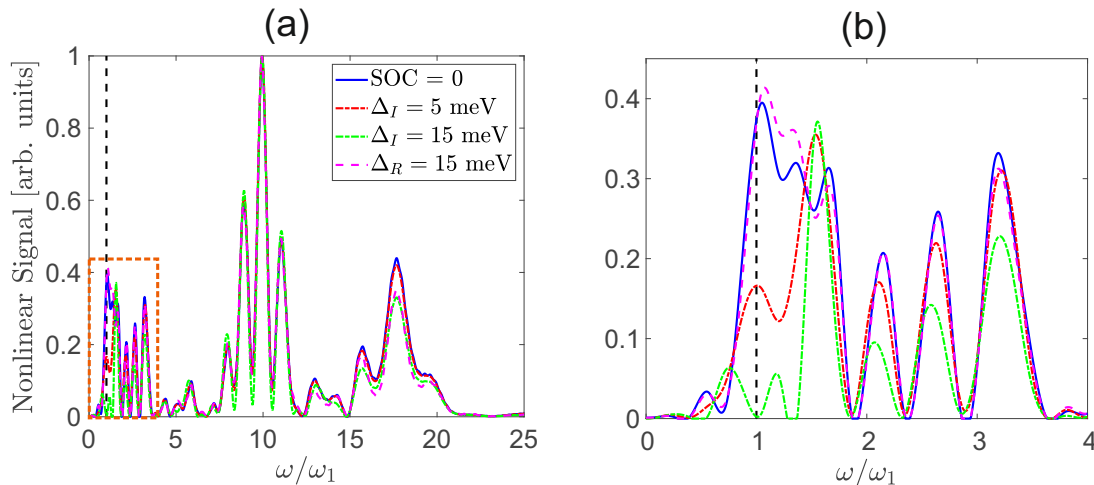 (a)
Nonlinear Signal [arb. units]
1
0.8
0.6
0.4
0.2
0
SOC = 0
Δ_I = 5 meV
Δ_I = 15 meV
Δ_R = 15 meV
0 5 10 15 20 25
ω/ω₁
(b)
0.4
0.3
0.2
0.1
0
0 1 2 3 4
ω/ω₁